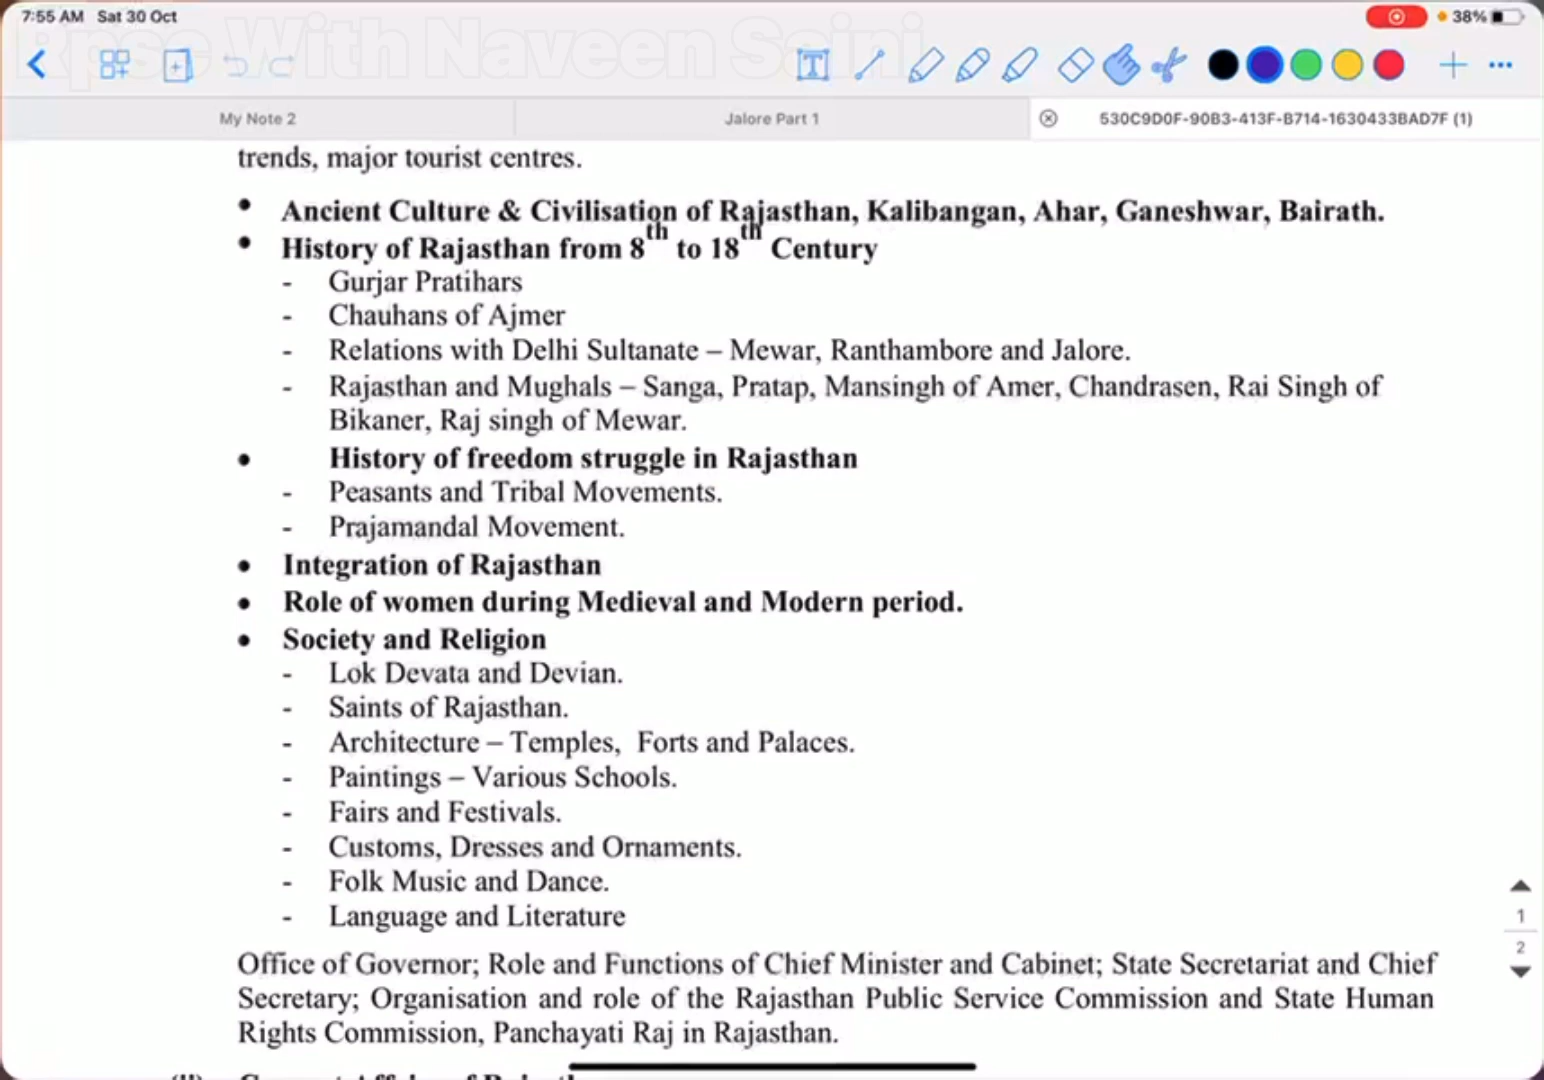 7:55 AM Sat 30 Oct
38%
Rpsc With Naveen Saini
T
My Note 2
Jalore Part 1
530C9D0F-90B3-413F-B714-1630433BAD7F (1)
trends, major tourist centres.
• Ancient Culture & Civilisation of Rajasthan, Kalibangan, Ahar, Ganeshwar, Bairath.
• History of Rajasthan from 8th to 18th Century
- Gurjar Pratihars
- Chauhans of Ajmer
- Relations with Delhi Sultanate – Mewar, Ranthambore and Jalore.
- Rajasthan and Mughals – Sanga, Pratap, Mansingh of Amer, Chandrasen, Rai Singh of
Bikaner, Raj singh of Mewar.
• History of freedom struggle in Rajasthan
- Peasants and Tribal Movements.
- Prajamandal Movement.
• Integration of Rajasthan
• Role of women during Medieval and Modern period.
• Society and Religion
- Lok Devata and Devian.
- Saints of Rajasthan.
- Architecture – Temples, Forts and Palaces.
- Paintings – Various Schools.
- Fairs and Festivals.
- Customs, Dresses and Ornaments.
- Folk Music and Dance.
- Language and Literature
1
2
Office of Governor; Role and Functions of Chief Minister and Cabinet; State Secretariat and Chief
Secretary; Organisation and role of the Rajasthan Public Service Commission and State Human
Rights Commission, Panchayati Raj in Rajasthan.